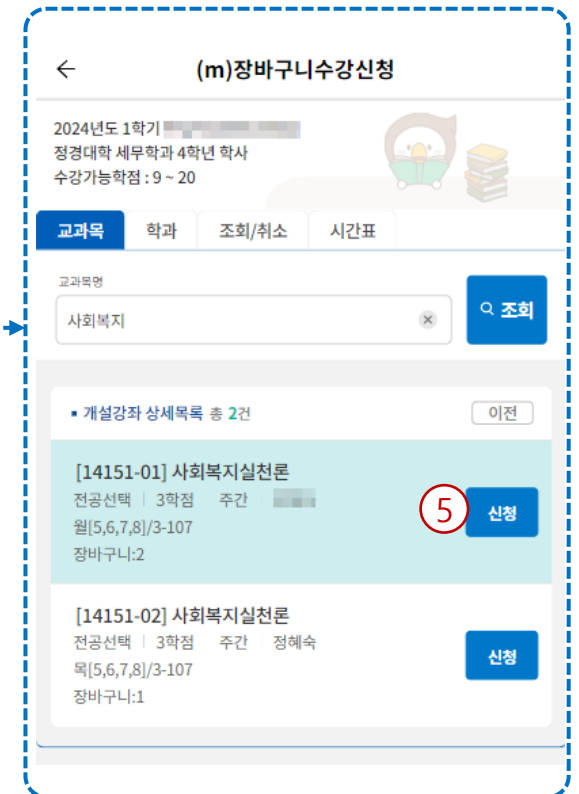 ← (m)장바구니수강신청
2024년도 1학기
정경대학 세무학과 4학년 학사
수강가능학점 : 9 ~ 20
교과목 학과 조회/취소 시간표
교과목명
사회복지 조회
▪ 개설강좌 상세목록 총 2건 이전
[14151-01] 사회복지실천론
전공선택 | 3학점 주간
월[5,6,7,8]/3-107
장바구니:2
5 신청
[14151-02] 사회복지실천론
전공선택 | 3학점 주간 정혜숙
목[5,6,7,8]/3-107
장바구니:1
신청